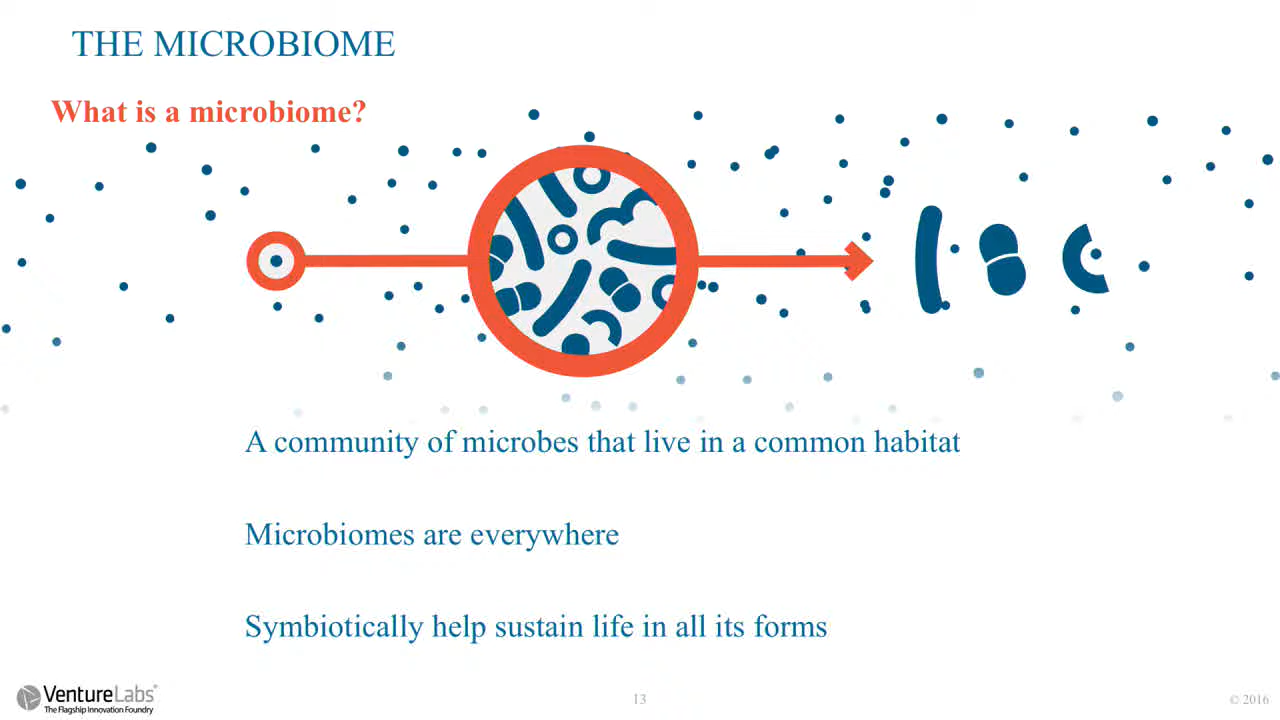 THE MICROBIOME
What is a microbiome?
A community of microbes that live in a common habitat
Microbiomes are everywhere
Symbiotically help sustain life in all its forms
VentureLabs®
The Flagship Innovation Foundry
13
© 2016